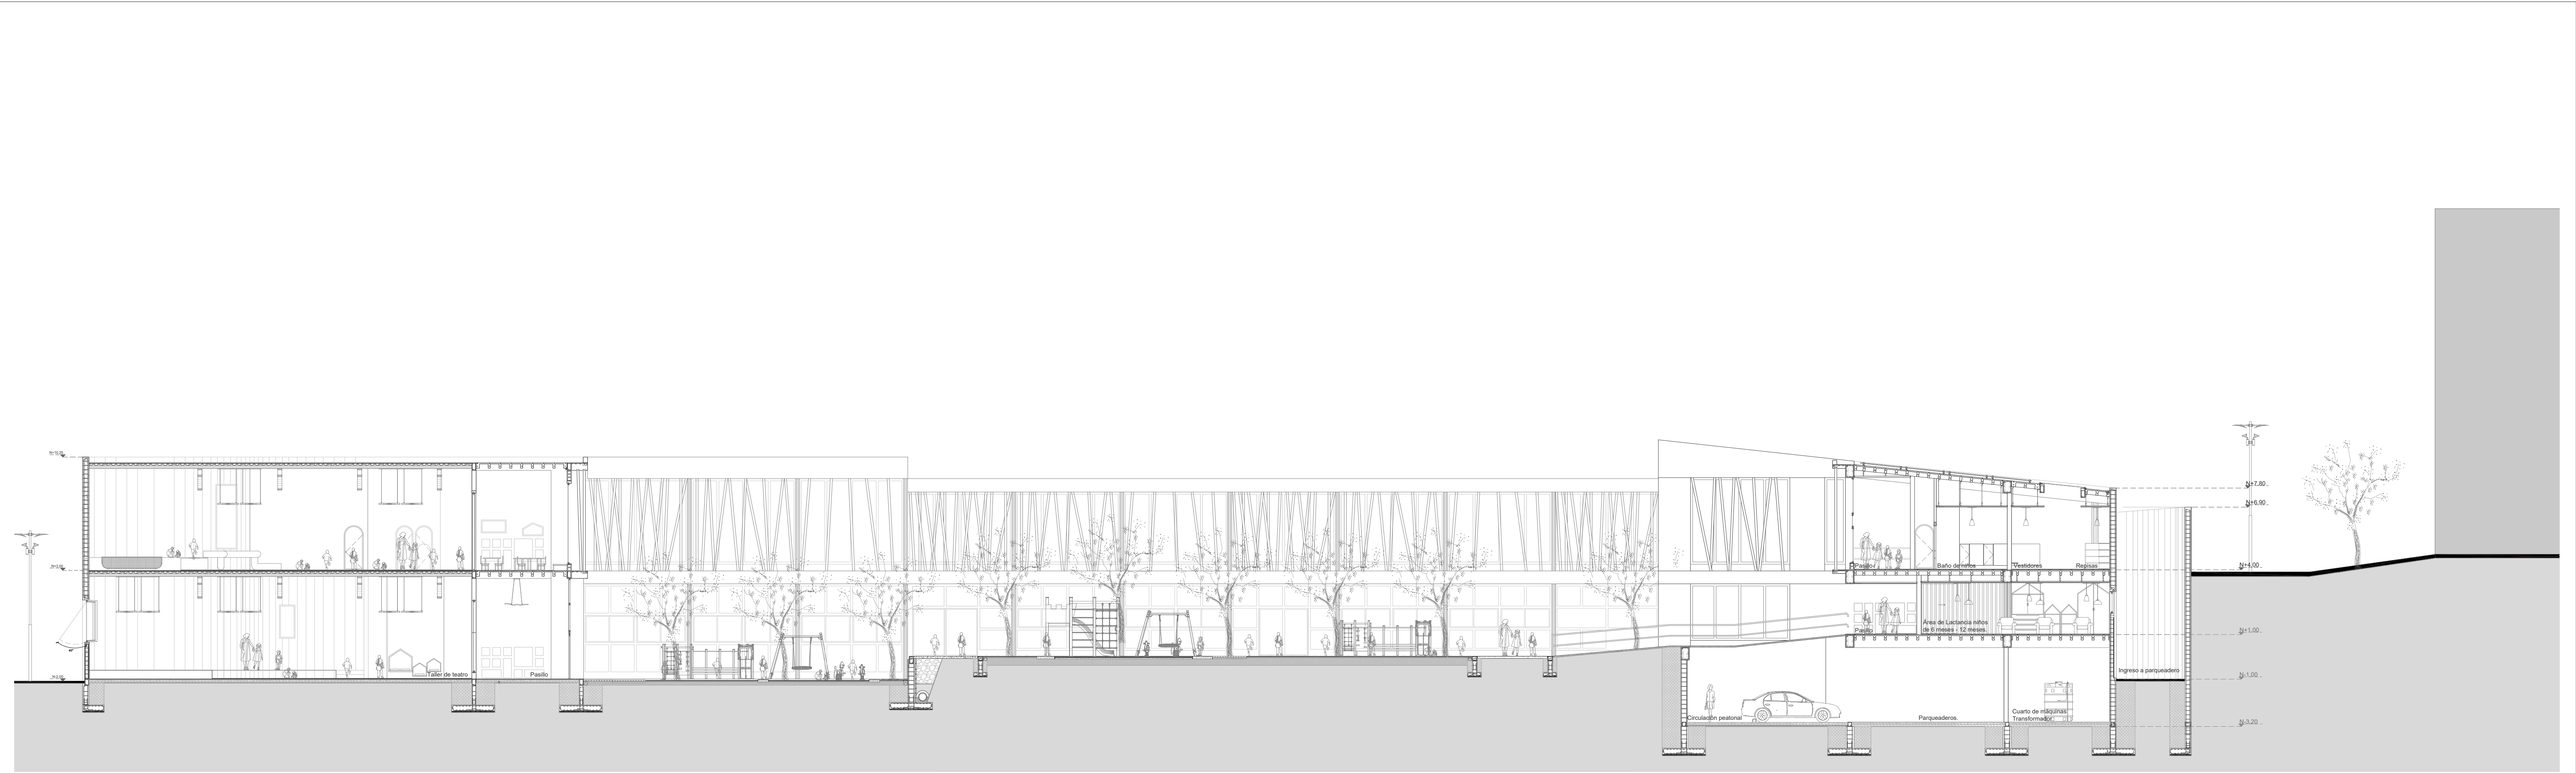 N+7.80
N+6.90
Pasillo
Baño de niños
Vestidores
Repisas
N+4.00
Pasillo
Área de Lactancia niños
de 6 meses - 12 meses.
N+1.00
Taller de teatro
Pasillo
Ingreso a parqueadero
N-1.00
Circulación peatonal
Parqueaderos.
Cuarto de máquinas.
Transformador.
N-3.20